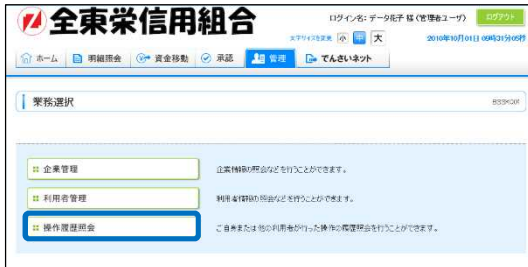 全東栄信用組合
ログイン名：データ花子 様（管理者ユーザ）
ログアウト
文字サイズを変更 小 中 大
2010年10月01日 09時31分05秒
ホーム 明細照会 資金移動 承認 管理 でんさいネット
業務選択
企業管理
企業情報の照会などを行うことができます。
利用者管理
利用者情報の照会などを行うことができます。
操作履歴照会
ご自身または他の利用者が行った操作の履歴照会を行うことができます。